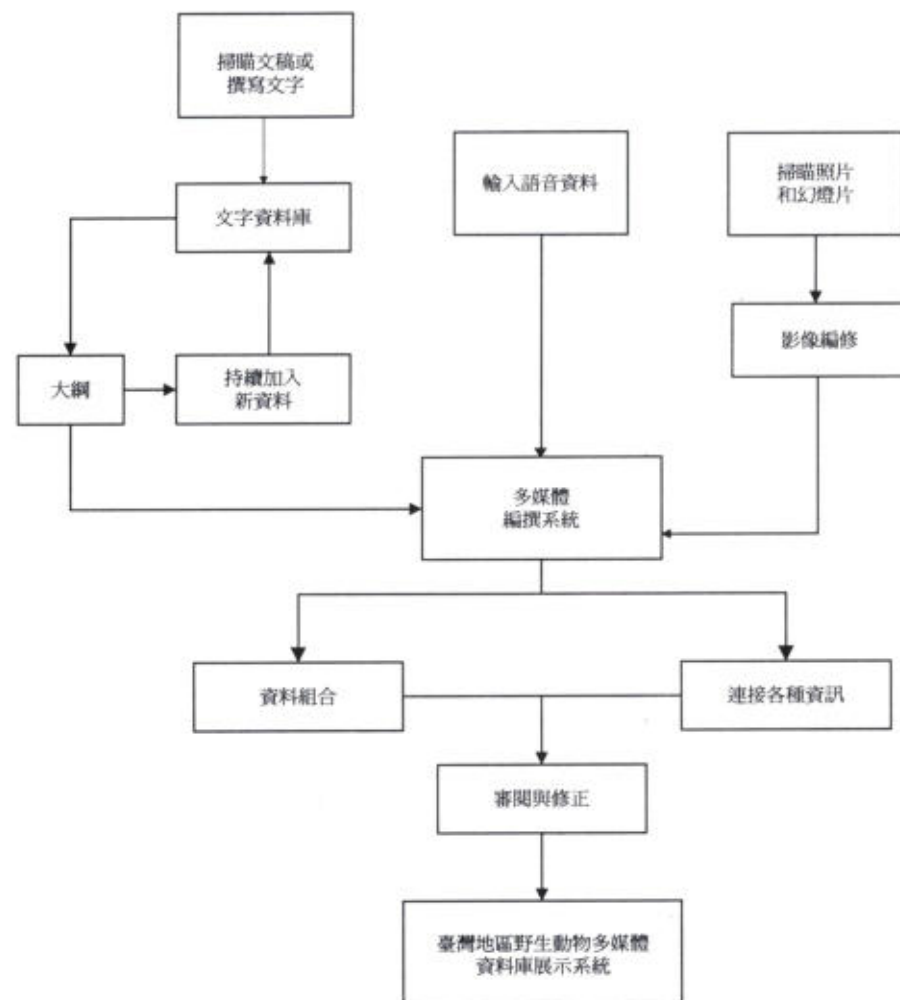 掃瞄文稿或
撰寫文字
輸入語音資料
掃瞄照片
和幻燈片
文字資料庫
影像編修
大綱
持續加入
新資料
多媒體
編撰系統
資料組合
連接各種資訊
審閱與修正
臺灣地區野生動物多媒體
資料庫展示系統